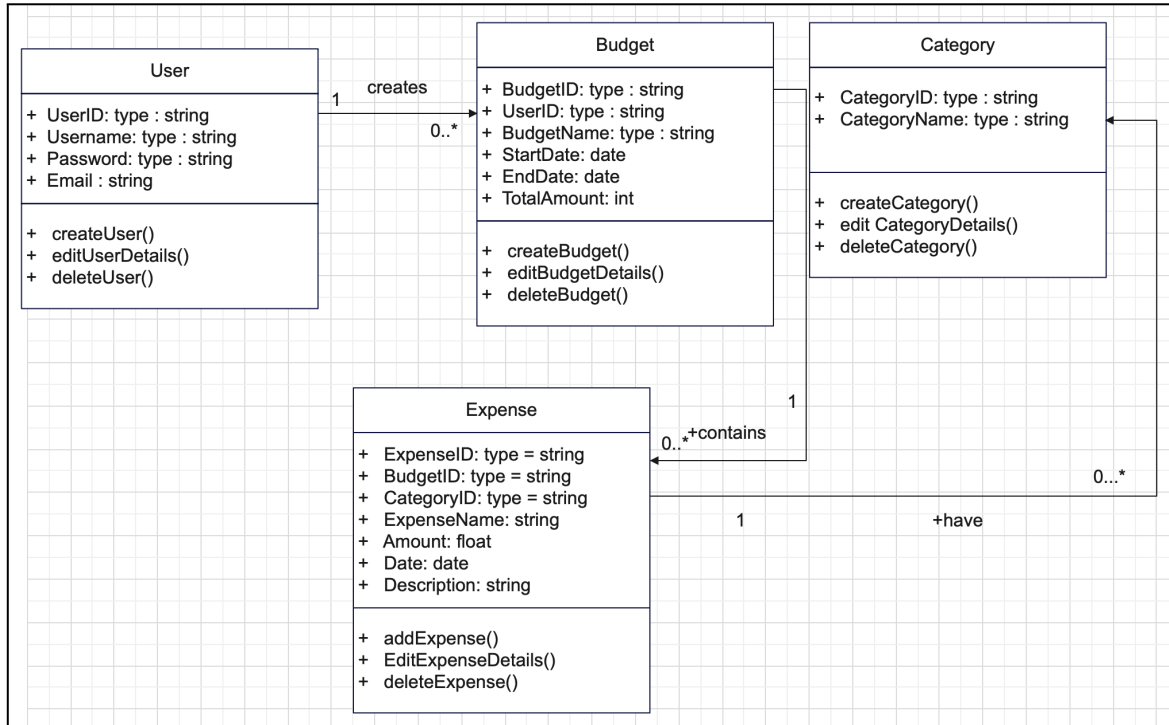 User
+ UserID: type : string
+ Username: type : string
+ Password: type : string
+ Email : string
+ createUser()
+ editUserDetails()
+ deleteUser()
creates
1
0..*
Budget
+ BudgetID: type : string
+ UserID: type : string
+ BudgetName: type : string
+ StartDate: date
+ EndDate: date
+ TotalAmount: int
+ createBudget()
+ editBudgetDetails()
+ deleteBudget()
Category
+ CategoryID: type : string
+ CategoryName: type : string
+ createCategory()
+ edit CategoryDetails()
+ deleteCategory()
Expense
+ ExpenseID: type = string
+ BudgetID: type = string
+ CategoryID: type = string
+ ExpenseName: string
+ Amount: float
+ Date: date
+ Description: string
+ addExpense()
+ EditExpenseDetails()
+ deleteExpense()
1
0..*
+contains
0...*
1
+have